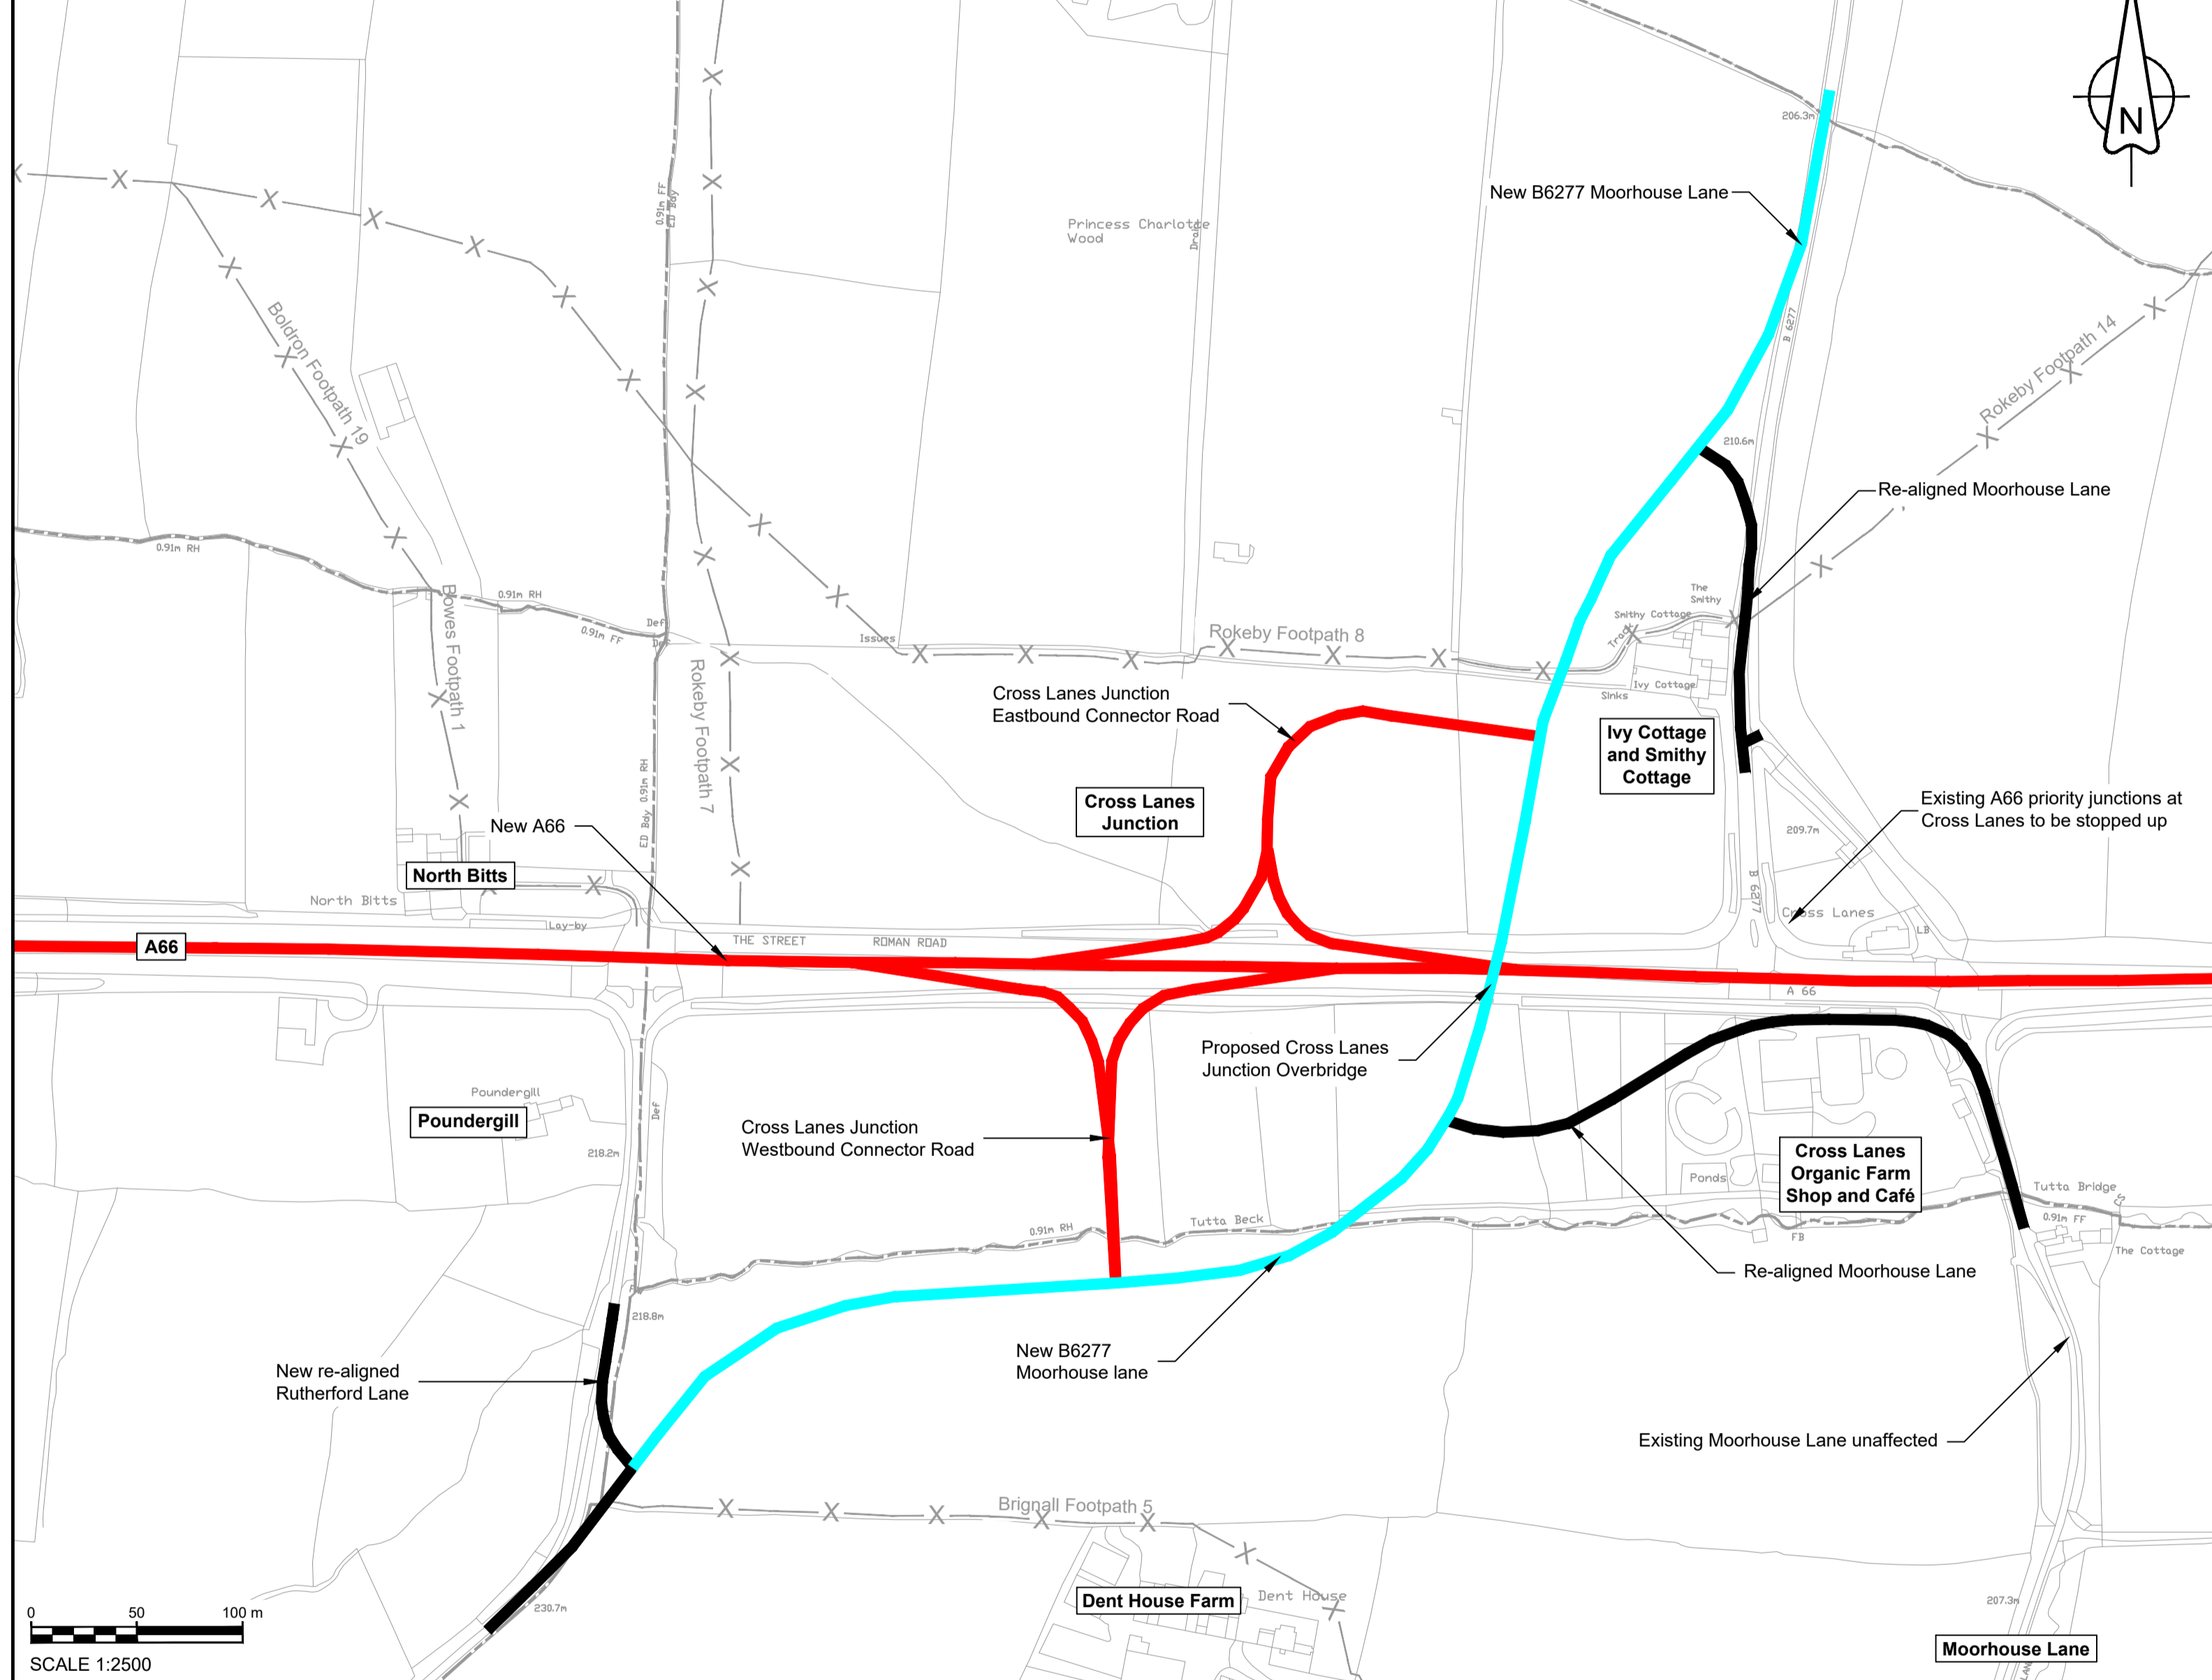 206.3m
N
New B6277 Moorhouse Lane
0.91m FF
ED Bdy
Princess Charlotte
Wood
Drain
B 6277
Boldron Footpath 19
Rokeby Footpath 14
210.6m
Re-aligned Moorhouse Lane
0.91m RH
Bowes Footpath 1
0.91m RH
0.91m FF
Def
Def
Issues
Rokeby Footpath 8
The
Smithy
Smithy Cottage
Track
Ivy Cottage
Sinks
Rokeby Footpath 7
Cross Lanes Junction
Eastbound Connector Road
Ivy Cottage
and Smithy
Cottage
Cross Lanes
Junction
Existing A66 priority junctions at
Cross Lanes to be stopped up
209.7m
New A66
ED Bdy 0.91m RH
North Bitts
North Bitts
Lay-by
B 6277
Cross Lanes
LB
A66
THE STREET
ROMAN ROAD
A 66
Proposed Cross Lanes
Junction Overbridge
Poundergill
Poundergill
Def
218.2m
Cross Lanes Junction
Westbound Connector Road
Cross Lanes
Organic Farm
Shop and Café
Ponds
Tutta Bridge
CS
0.91m FF
The Cottage
Tutta Beck
0.91m RH
FB
Re-aligned Moorhouse Lane
218.8m
New B6277
Moorhouse lane
New re-aligned
Rutherford Lane
Existing Moorhouse Lane unaffected
Brignall Footpath 5
Dent House Farm
Dent House
230.7m
207.3m
Moorhouse Lane
LANE
0 50 100 m
SCALE 1:2500